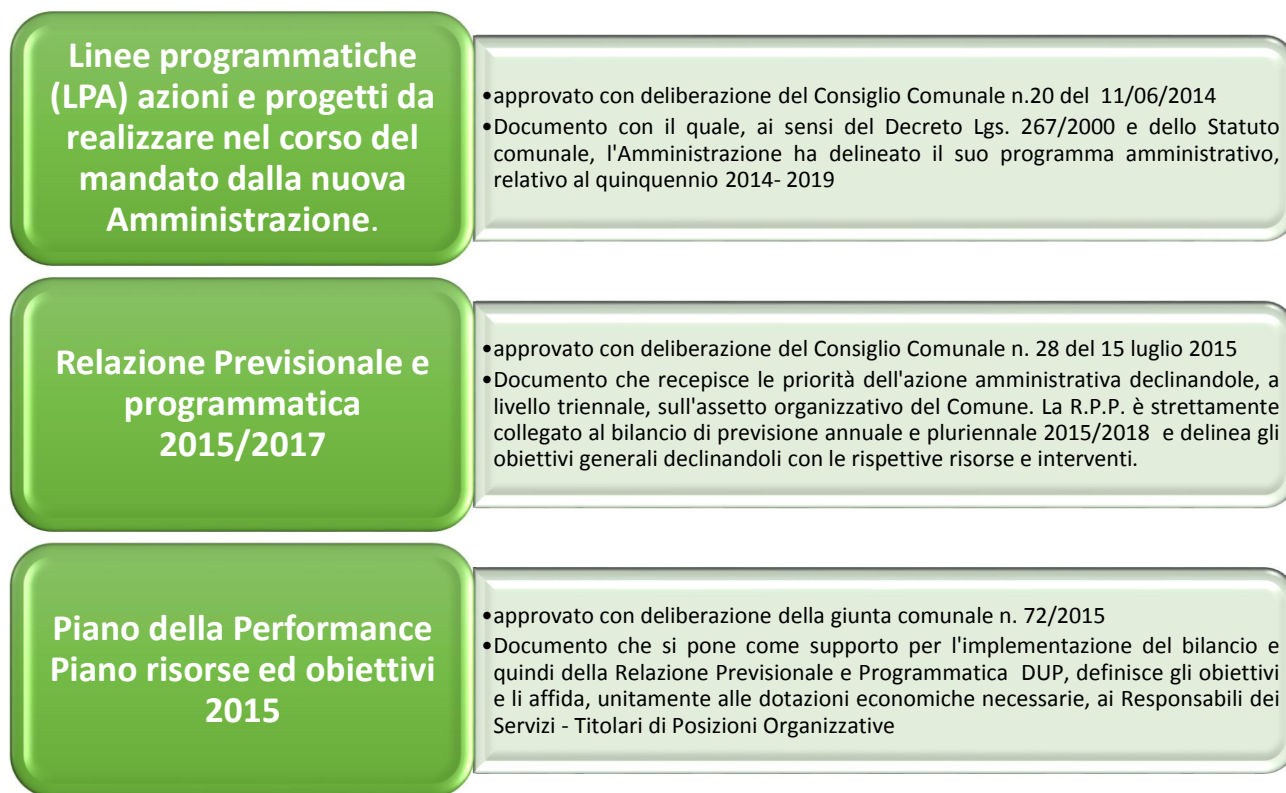 Linee programmatiche
(LPA) azioni e progetti da
realizzare nel corso del
mandato dalla nuova
Amministrazione.
•approvato con deliberazione del Consiglio Comunale n.20 del 11/06/2014
•Documento con il quale, ai sensi del Decreto Lgs. 267/2000 e dello Statuto
comunale, l'Amministrazione ha delineato il suo programma amministrativo,
relativo al quinquennio 2014- 2019
Relazione Previsionale e
programmatica
2015/2017
•approvato con deliberazione del Consiglio Comunale n. 28 del 15 luglio 2015
•Documento che recepisce le priorità dell'azione amministrativa declinandole, a
livello triennale, sull'assetto organizzativo del Comune. La R.P.P. è strettamente
collegato al bilancio di previsione annuale e pluriennale 2015/2018 e delinea gli
obiettivi generali declinandoli con le rispettive risorse e interventi.
Piano della Performance
Piano risorse ed obiettivi
2015
•approvato con deliberazione della giunta comunale n. 72/2015
•Documento che si pone come supporto per l'implementazione del bilancio e
quindi della Relazione Previsionale e Programmatica DUP, definisce gli obiettivi
e li affida, unitamente alle dotazioni economiche necessarie, ai Responsabili dei
Servizi - Titolari di Posizioni Organizzative